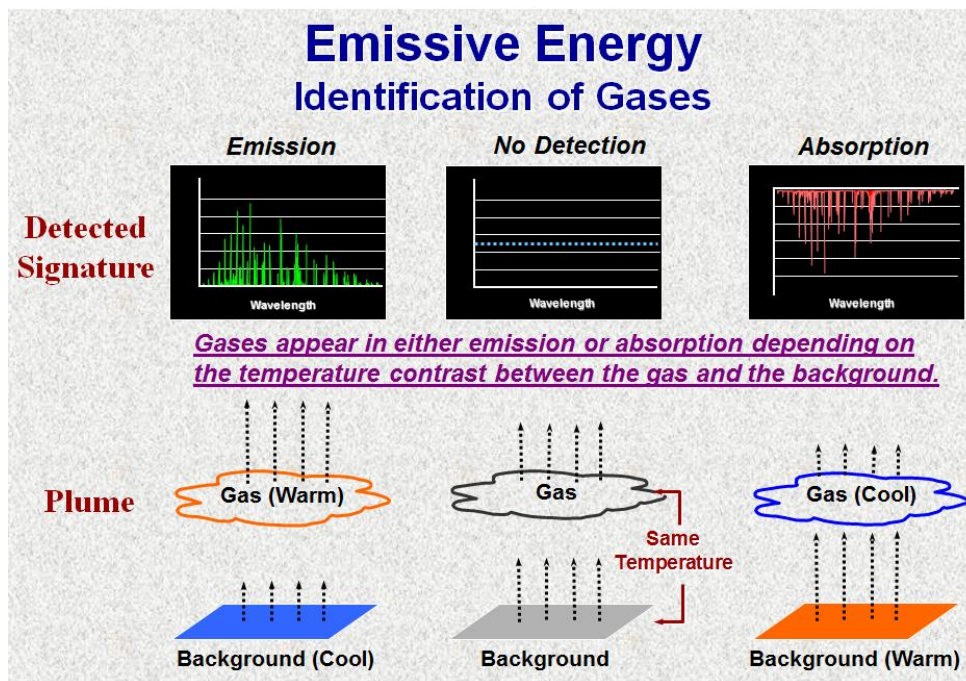 Emissive Energy
Identification of Gases
Emission
No Detection
Absorption
Detected
Signature
Wavelength
Wavelength
Wavelength
Gases appear in either emission or absorption depending on
the temperature contrast between the gas and the background.
Plume
Gas (Warm)
Gas
Gas (Cool)
Same
Temperature
Background (Cool)
Background
Background (Warm)